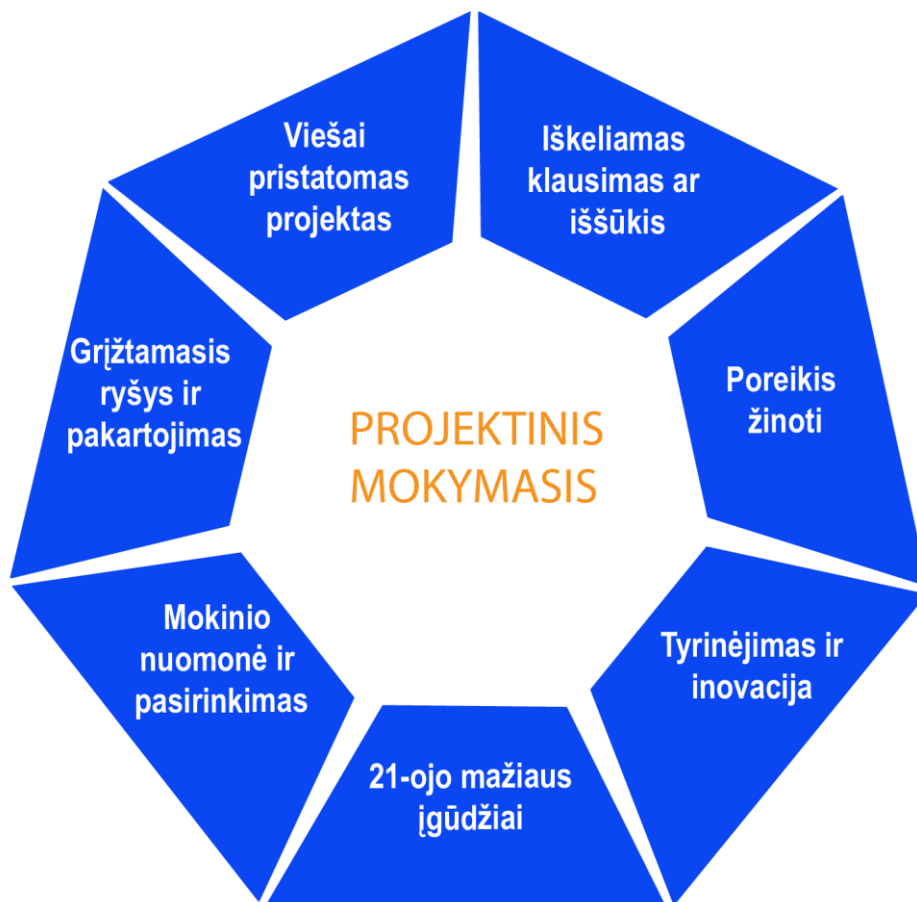 PROJEKTINIS
MOKYMASIS
Iškeliamas
klausimas ar
iššūkis
Poreikis
žinoti
Tyrinėjimas ir
inovacija
21-ojo mažiaus
įgūdžiai
Mokinio
nuomonė ir
pasirinkimas
Grįžtamasis
ryšys ir
pakartojimas
Viešai
pristatomas
projektas